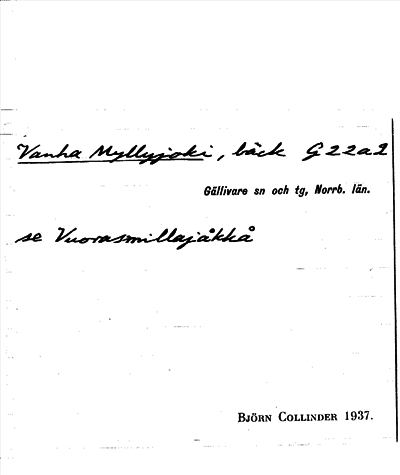 Vanha Myllyjoki, bäck G22a2
Gällivare sn och tg, Norrb. län.
se Vuorasmillajåkkå
Björn Collinder 1937.